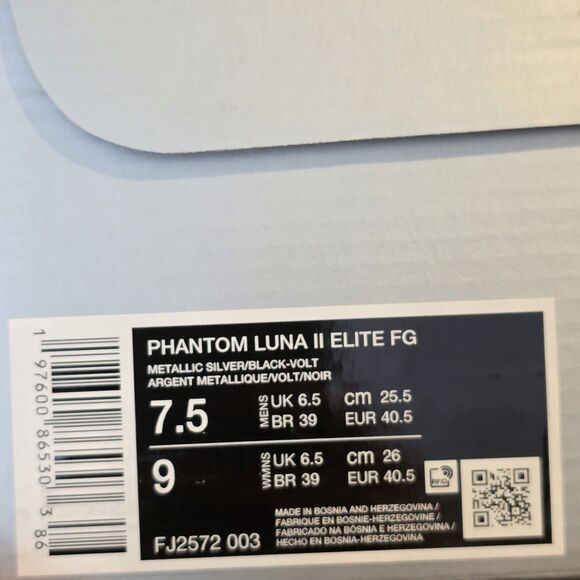 PHANTOM LUNA II ELITE FG
METALLIC SILVER/BLACK-VOLT
ARGENT METALLIQUE/VOLT/NOIR
7.5 MENS UK 6.5 cm 25.5
BR 39 EUR 40.5
9 WMNS UK 6.5 cm 26
BR 39 EUR 40.5
RFID
MADE IN BOSNIA AND HERZEGOVINA /
FABRIQUE EN BOSNIE-HERZEGOVINE /
FABRICADO NA BÓSNIA E HERZEGOVINA /
HECHO EN BOSNIA-HERZEGOVINA
FJ2572 003
1 97600 86530 3 86